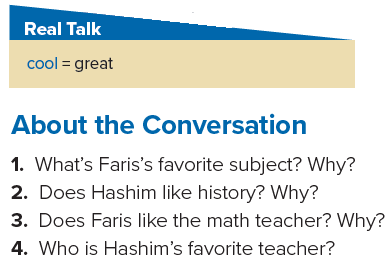 Real Talk
cool = great
About the Conversation
1. What's Faris's favorite subject? Why?
2. Does Hashim like history? Why?
3. Does Faris like the math teacher? Why?
4. Who is Hashim's favorite teacher?